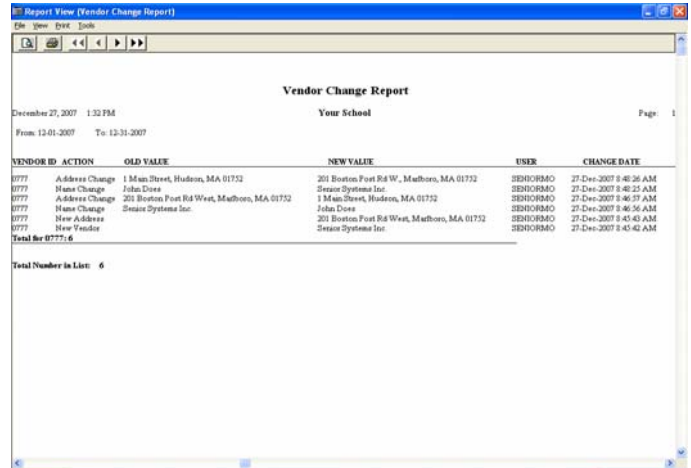 Report View (Vendor Change Report)
File View Print Tools
Vendor Change Report
December 27, 2007 1:32 PM Your School Page: 1
From: 12-01-2007 To: 12-31-2007
VENDOR ID ACTION OLD VALUE NEW VALUE USER CHANGE DATE
0777 Address Change 1 Main Street, Hudson, MA 01752 201 Boston Post Rd W., Marlboro, MA 01752 SENIORMO 27-Dec-2007 8:48:26 AM
0777 Name Change John Does Senior Systems Inc. SENIORMO 27-Dec-2007 8:48:25 AM
0777 Address Change 201 Boston Post Rd West, Marlboro, MA 01752 1 Main Street, Hudson, MA 01752 SENIORMO 27-Dec-2007 8:46:57 AM
0777 Name Change Senior Systems Inc. John Does SENIORMO 27-Dec-2007 8:46:56 AM
0777 New Address 201 Boston Post Rd West, Marlboro, MA 01752 SENIORMO 27-Dec-2007 8:45:43 AM
0777 New Vendor Senior Systems Inc. SENIORMO 27-Dec-2007 8:45:42 AM
Total for 0777: 6
Total Number in List: 6